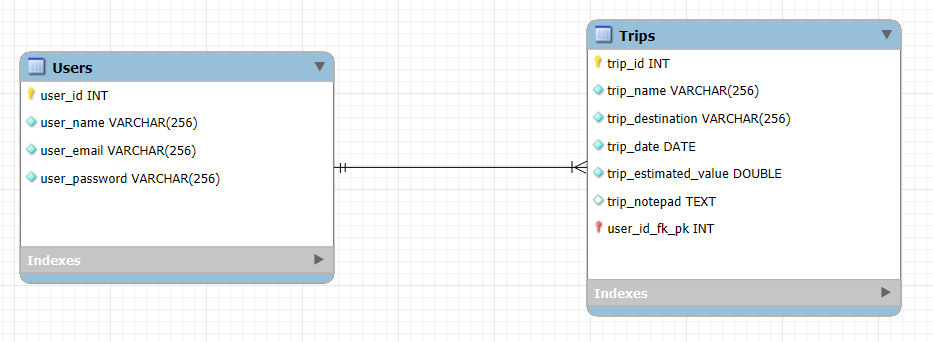 Users
user_id INT
user_name VARCHAR(256)
user_email VARCHAR(256)
user_password VARCHAR(256)
Indexes
Trips
trip_id INT
trip_name VARCHAR(256)
trip_destination VARCHAR(256)
trip_date DATE
trip_estimated_value DOUBLE
trip_notepad TEXT
user_id_fk_pk INT
Indexes